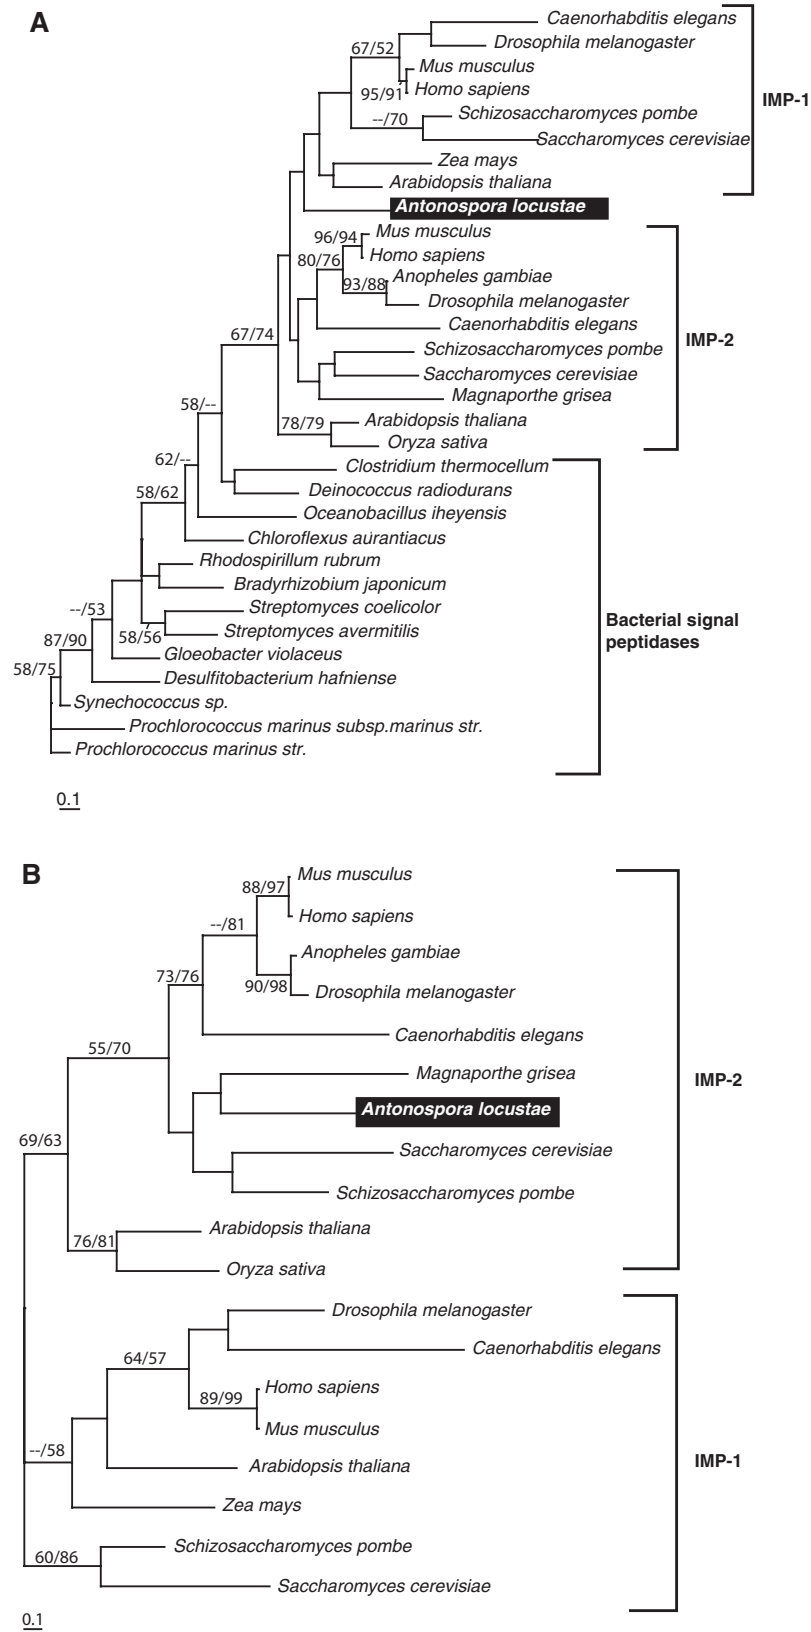 A
Caenorhabditis elegans
Drosophila melanogaster
67/52
Mus musculus
95/91
Homo sapiens
IMP-1
Schizosaccharomyces pombe
--/70
Saccharomyces cerevisiae
Zea mays
Arabidopsis thaliana
Antonospora locustae
Mus musculus
96/94
Homo sapiens
80/76
Anopheles gambiae
93/88
Drosophila melanogaster
Caenorhabditis elegans
67/74
IMP-2
Schizosaccharomyces pombe
Saccharomyces cerevisiae
Magnaporthe grisea
58/--
78/79
Arabidopsis thaliana
Oryza sativa
62/--
Clostridium thermocellum
58/62
Deinococcus radiodurans
Oceanobacillus iheyensis
Chloroflexus aurantiacus
Rhodospirillum rubrum
Bradyrhizobium japonicum
--/53
Streptomyces coelicolor
58/56
Streptomyces avermitilis
Bacterial signal
peptidases
87/90
Gloeobacter violaceus
58/75
Desulfitobacterium hafniense
Synechococcus sp.
Prochlorococcus marinus subsp.marinus str.
Prochlorococcus marinus str.
0.1
B
Mus musculus
88/97
Homo sapiens
--/81
Anopheles gambiae
73/76
90/98
Drosophila melanogaster
Caenorhabditis elegans
55/70
Magnaporthe grisea
IMP-2
Antonospora locustae
69/63
Saccharomyces cerevisiae
Schizosaccharomyces pombe
Arabidopsis thaliana
76/81
Oryza sativa
Drosophila melanogaster
Caenorhabditis elegans
64/57
Homo sapiens
89/99
Mus musculus
--/58
Arabidopsis thaliana
IMP-1
Zea mays
Schizosaccharomyces pombe
60/86
Saccharomyces cerevisiae
0.1